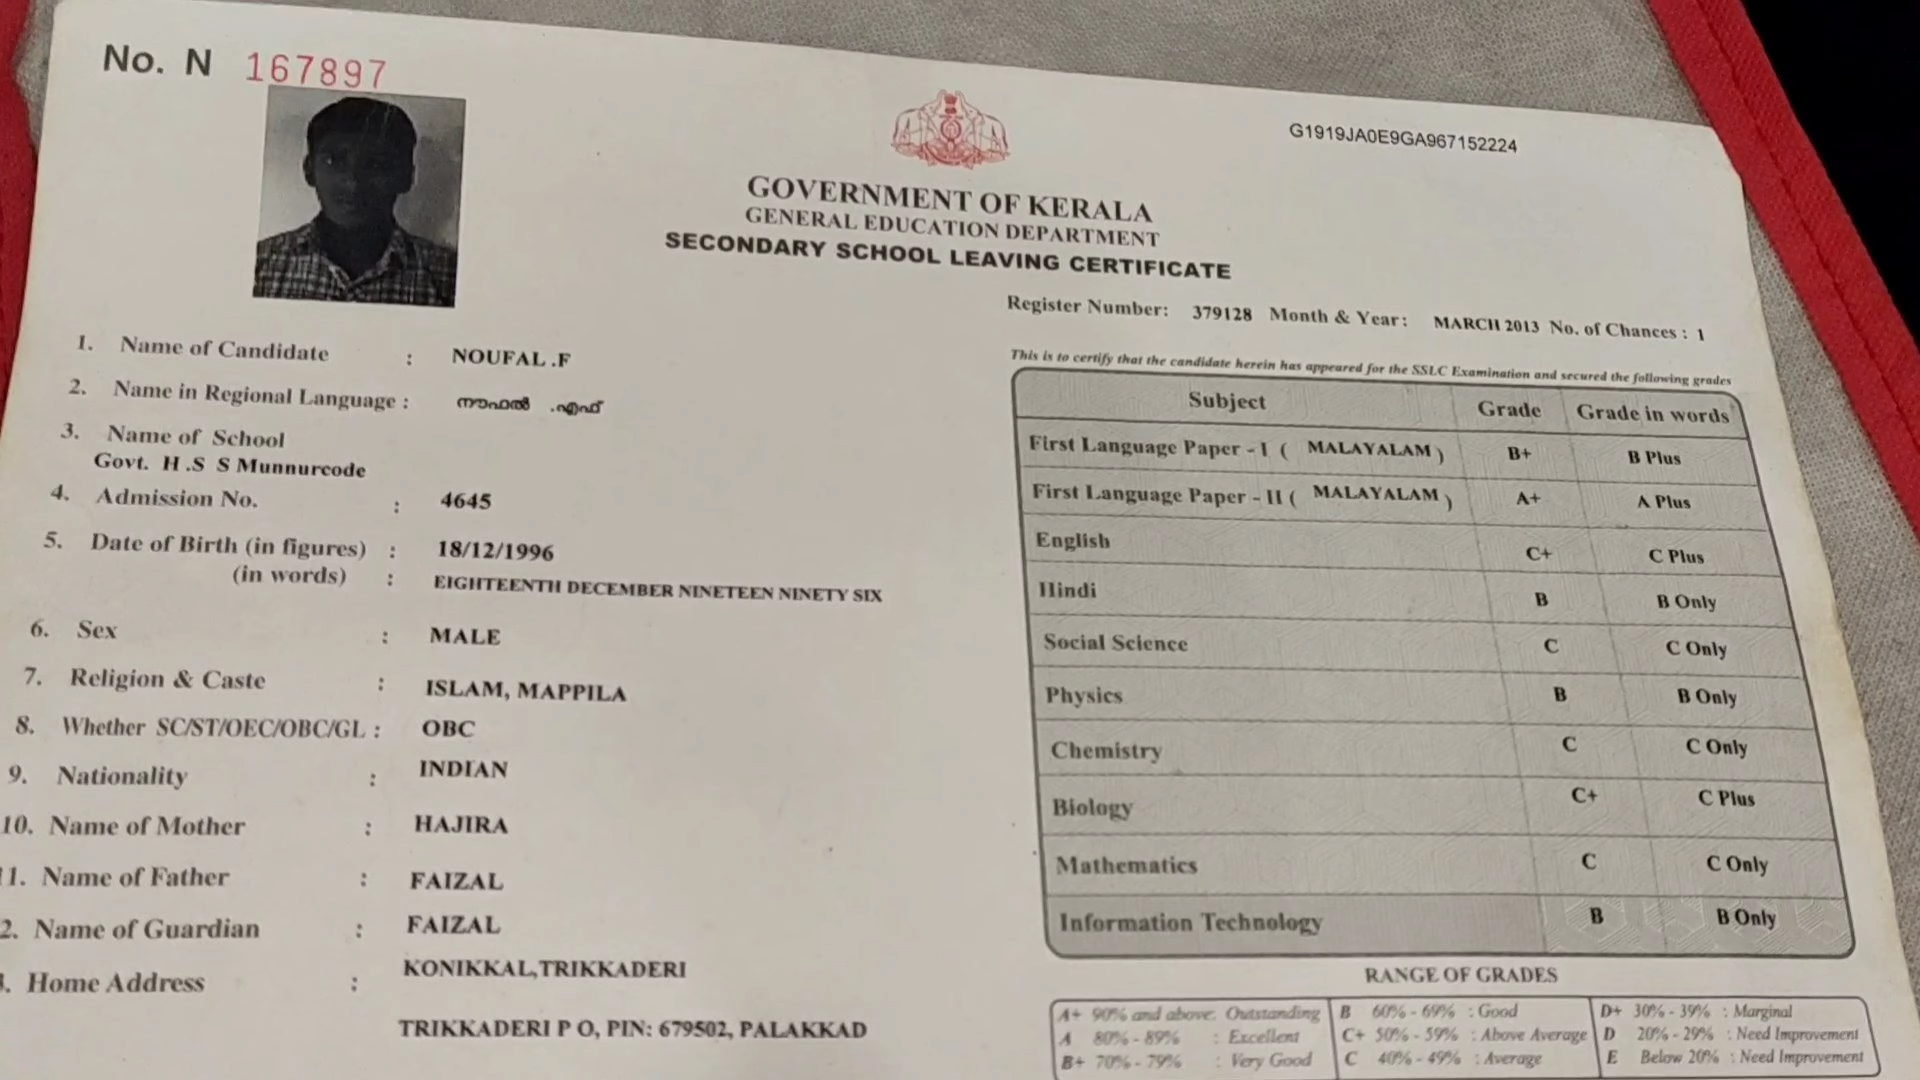 No. N 167897
G1919JA0E9GA967152224
GOVERNMENT OF KERALA
GENERAL EDUCATION DEPARTMENT
SECONDARY SCHOOL LEAVING CERTIFICATE
Register Number: 379128 Month & Year: MARCH 2013 No. of Chances : 1
1. Name of Candidate : NOUFAL .F
2. Name in Regional Language : നൗഫൽ .എഫ്
3. Name of School
Govt. H .S S Munnurcode
4. Admission No. : 4645
5. Date of Birth (in figures) : 18/12/1996
(in words) : EIGHTEENTH DECEMBER NINETEEN NINETY SIX
6. Sex : MALE
7. Religion & Caste : ISLAM, MAPPILA
8. Whether SC/ST/OEC/OBC/GL : OBC
9. Nationality : INDIAN
10. Name of Mother : HAJIRA
11. Name of Father : FAIZAL
2. Name of Guardian : FAIZAL
. Home Address : KONIKKAL,TRIKKADERI
TRIKKADERI P O, PIN: 679502, PALAKKAD
This is to certify that the candidate herein has appeared for the SSLC Examination and secured the following grades
Subject Grade Grade in words
First Language Paper - I ( MALAYALAM ) B+ B Plus
First Language Paper - II ( MALAYALAM ) A+ A Plus
English C+ C Plus
Hindi B B Only
Social Science C C Only
Physics B B Only
Chemistry C C Only
Biology C+ C Plus
Mathematics C C Only
Information Technology B B Only
RANGE OF GRADES
A+ 90% and above: Outstanding B 60% - 69% : Good D+ 30% - 39% : Marginal
A 80% - 89% : Excellent C+ 50% - 59% : Above Average D 20% - 29% : Need Improvement
B+ 70% - 79% : Very Good C 40% - 49% : Average E Below 20% : Need Improvement